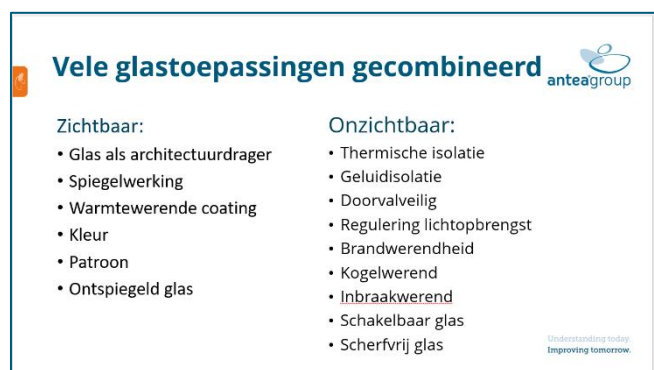 Vele glastoepassingen gecombineerd
anteagroup
Zichtbaar:
• Glas als architectuurdrager
• Spiegelwerking
• Warmtewerende coating
• Kleur
• Patroon
• Ontspiegeld glas
Onzichtbaar:
• Thermische isolatie
• Geluidisolatie
• Doorvalveilig
• Regulering lichtopbrengst
• Brandwerendheid
• Kogelwerend
• Inbraakwerend
• Schakelbaar glas
• Scherfvrij glas
Understanding today.
Improving tomorrow.